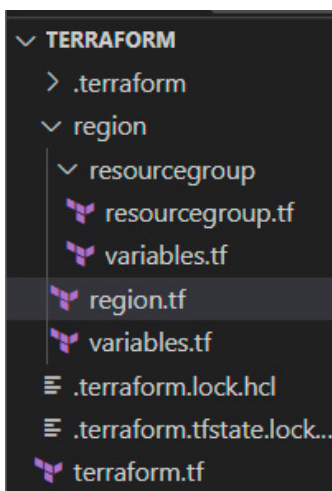 TERRAFORM
.terraform
region
resourcegroup
resourcegroup.tf
variables.tf
region.tf
variables.tf
.terraform.lock.hcl
.terraform.tfstate.lock...
terraform.tf